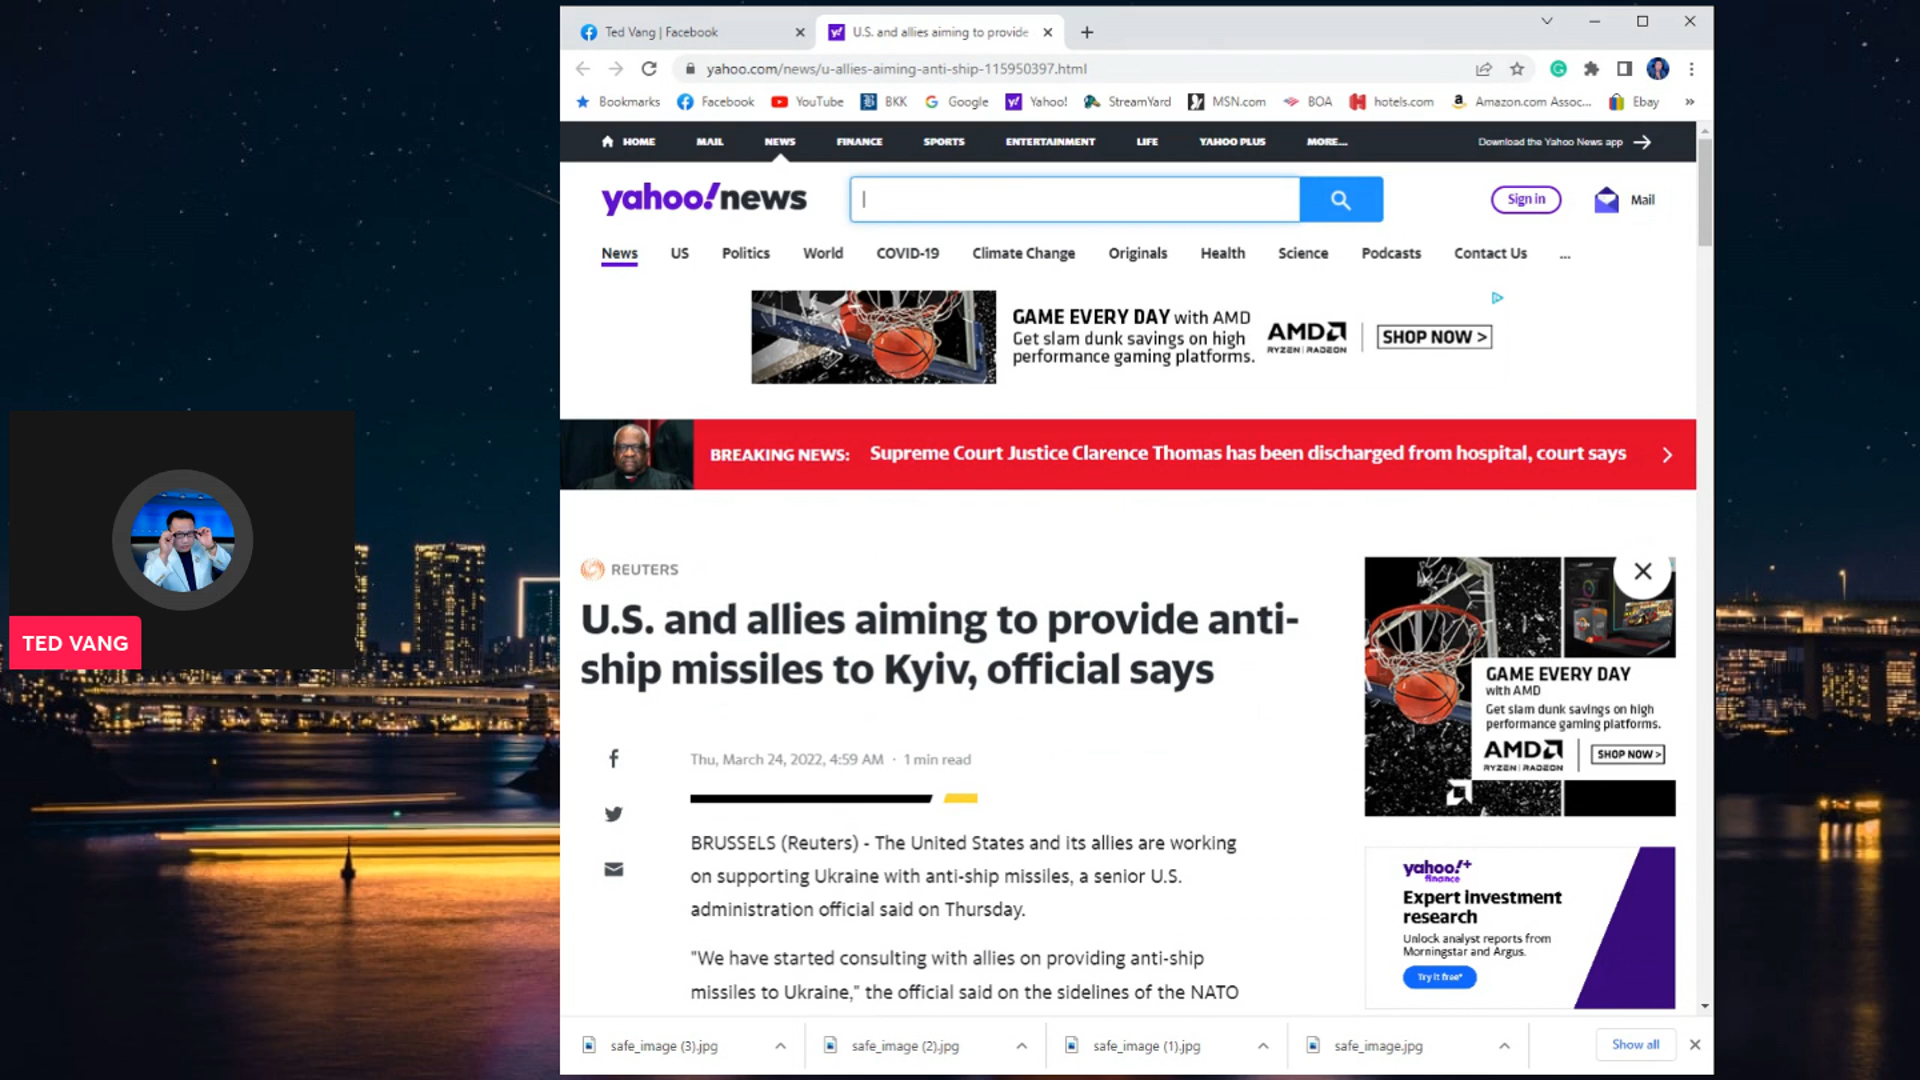 Ted Vang | Facebook
U.S. and allies aiming to provide
yahoo.com/news/u-allies-aiming-anti-ship-115950397.html
Bookmarks Facebook YouTube BKK Google Yahoo! StreamYard MSN.com BOA hotels.com Amazon.com Assoc... Ebay »
HOME MAIL NEWS FINANCE SPORTS ENTERTAINMENT LIFE YAHOO PLUS MORE... Download the Yahoo News app
yahoo!news
Sign in Mail
News US Politics World COVID-19 Climate Change Originals Health Science Podcasts Contact Us ...
GAME EVERY DAY with AMD
Get slam dunk savings on high
performance gaming platforms.
AMD
RYZEN | RADEON
SHOP NOW >
BREAKING NEWS: Supreme Court Justice Clarence Thomas has been discharged from hospital, court says
REUTERS
U.S. and allies aiming to provide anti-
ship missiles to Kyiv, official says
Thu, March 24, 2022, 4:59 AM · 1 min read
BRUSSELS (Reuters) - The United States and its allies are working
on supporting Ukraine with anti-ship missiles, a senior U.S.
administration official said on Thursday.
"We have started consulting with allies on providing anti-ship
missiles to Ukraine," the official said on the sidelines of the NATO
GAME EVERY DAY
with AMD
Get slam dunk savings on high
performance gaming platforms.
AMD
RYZEN | RADEON
SHOP NOW >
yahoo!+
finance
Expert investment
research
Unlock analyst reports from
Morningstar and Argus.
Try it free*
TED VANG
safe_image (3).jpg safe_image (2).jpg safe_image (1).jpg safe_image.jpg Show all